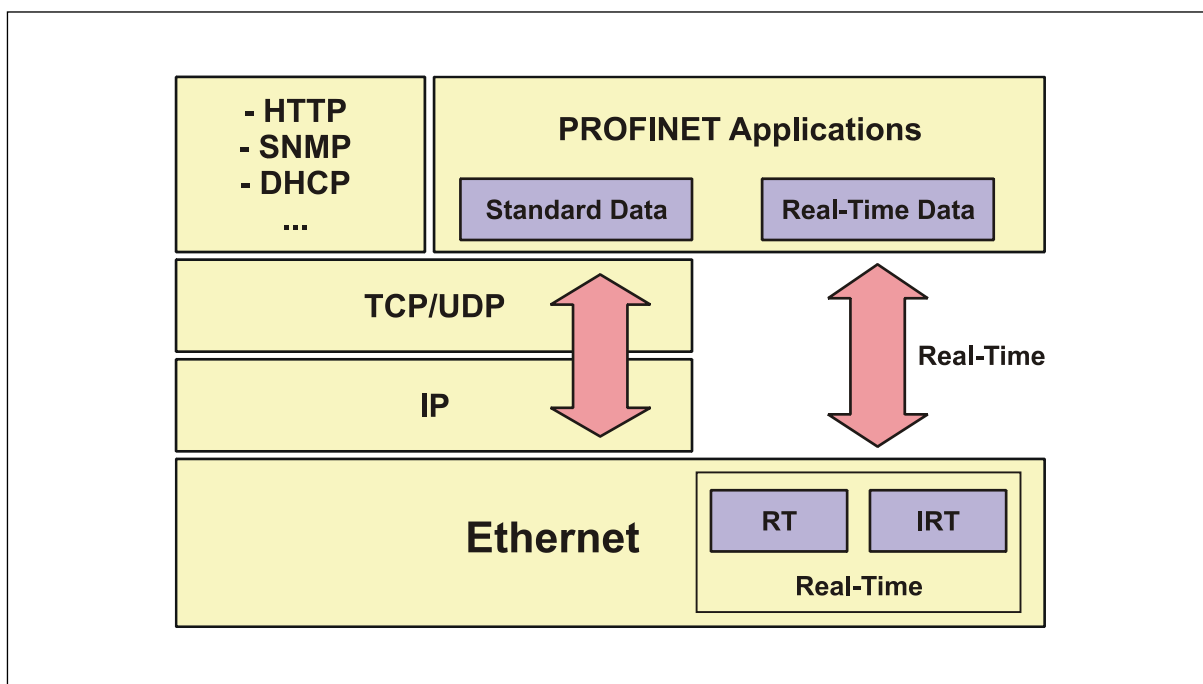 - HTTP
- SNMP
- DHCP
...
PROFINET Applications
Standard Data
Real-Time Data
TCP/UDP
Real-Time
IP
Ethernet
RT
IRT
Real-Time